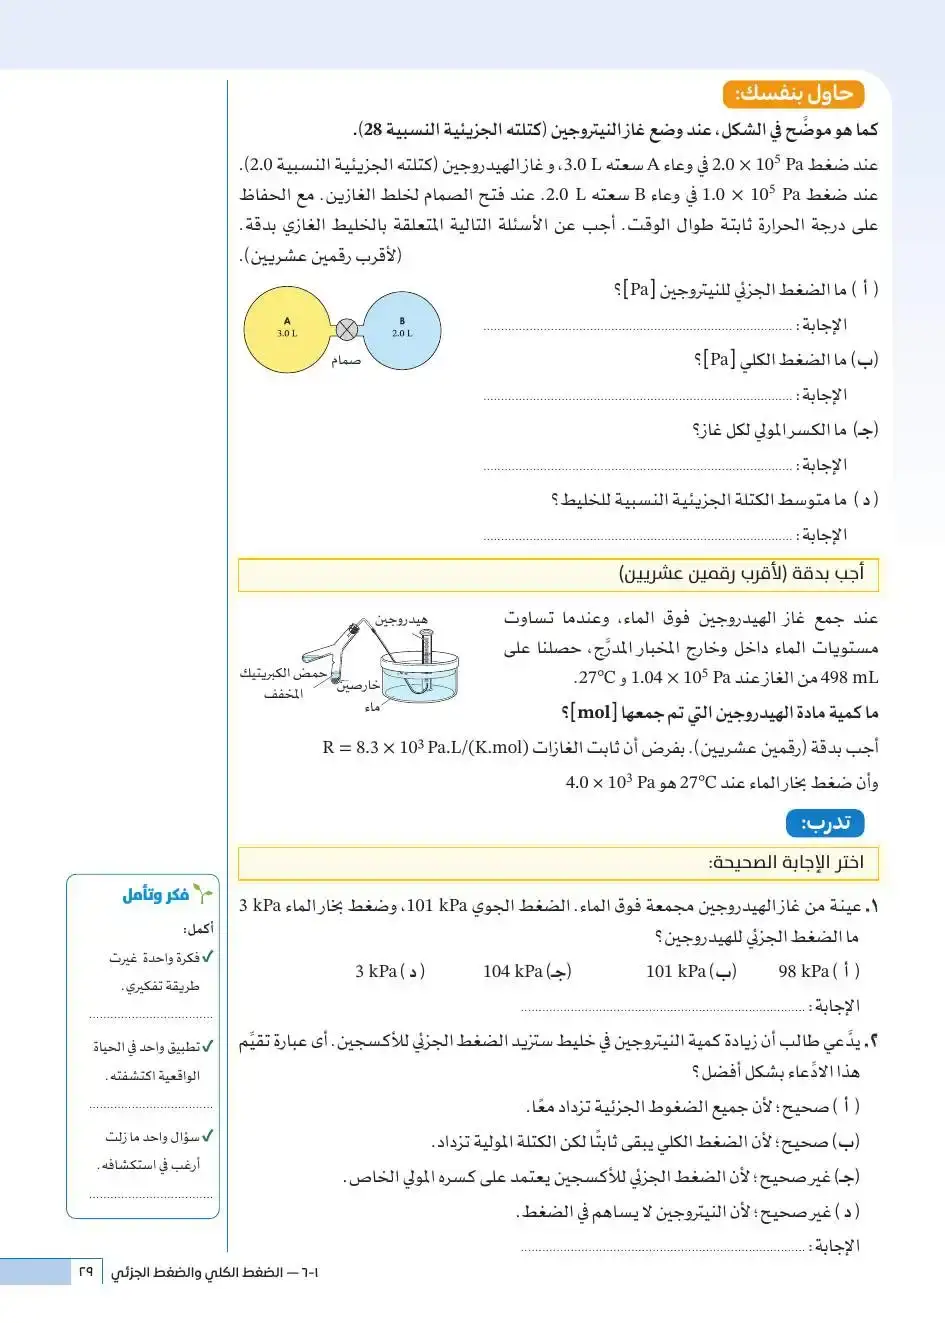 حاول بنفسك:
كما هو موضَّح في الشكل، عند وضع غاز النيتروجين (كتلته الجزيئية النسبية 28).
عند ضغط 2.0 × 10⁵ Pa في وعاء A سعته 3.0 L، و غاز الهيدروجين (كتلته الجزيئية النسبية 2.0).
عند ضغط 1.0 × 10⁵ Pa في وعاء B سعته 2.0 L. عند فتح الصمام لخلط الغازين. مع الحفاظ
على درجة الحرارة ثابتة طوال الوقت. أجب عن الأسئلة التالية المتعلقة بالخليط الغازي بدقة.
(لأقرب رقمين عشريين).
( أ ) ما الضغط الجزئي للنيتروجين [Pa]؟
الإجابة: ........................................
(ب) ما الضغط الكلي [Pa]؟
الإجابة: ........................................
(جـ) ما الكسر المولي لكل غاز؟
الإجابة: ........................................
( د ) ما متوسط الكتلة الجزيئية النسبية للخليط؟
الإجابة: ........................................
A
3.0 L
B
2.0 L
صمام
أجب بدقة (لأقرب رقمين عشريين)
عند جمع غاز الهيدروجين فوق الماء، وعندما تساوت
مستويات الماء داخل وخارج المخبار المدرَّج، حصلنا على
498 mL من الغاز عند 1.04 × 10⁵ Pa و 27°C.
ما كمية مادة الهيدروجين التي تم جمعها [mol]؟
أجب بدقة (رقمين عشريين). بفرض أن ثابت الغازات R = 8.3 × 10³ Pa.L/(K.mol)
وأن ضغط بخار الماء عند 27°C هو 4.0 × 10³ Pa
هيدروجين
حمض الكبريتيك
المخفف
خارصين
ماء
تدرب:
اختر الإجابة الصحيحة:
١. عينة من غاز الهيدروجين مجمعة فوق الماء. الضغط الجوي 101 kPa، وضغط بخار الماء 3 kPa
ما الضغط الجزئي للهيدروجين؟
( أ ) 98 kPa (ب) 101 kPa (جـ) 104 kPa ( د ) 3 kPa
الإجابة: ........................................
٢. يدَّعي طالب أن زيادة كمية النيتروجين في خليط ستزيد الضغط الجزئي للأكسجين. أى عبارة تقيِّم
هذا الادِّعاء بشكل أفضل؟
( أ ) صحيح؛ لأن جميع الضغوط الجزئية تزداد معًا.
(ب) صحيح؛ لأن الضغط الكلي يبقى ثابتًا لكن الكتلة المولية تزداد.
(جـ) غير صحيح؛ لأن الضغط الجزئي للأكسجين يعتمد على كسره المولي الخاص.
( د ) غير صحيح؛ لأن النيتروجين لا يساهم في الضغط.
الإجابة: ........................................
فكر وتأمل
أكمل:
✓ فكرة واحدة غيرت
طريقة تفكيري.
................................
✓ تطبيق واحد في الحياة
الواقعية اكتشفته.
................................
✓ سؤال واحد ما زلت
أرغب في استكشافه.
................................
١-٦ — الضغط الكلي والضغط الجزئي
٢٩